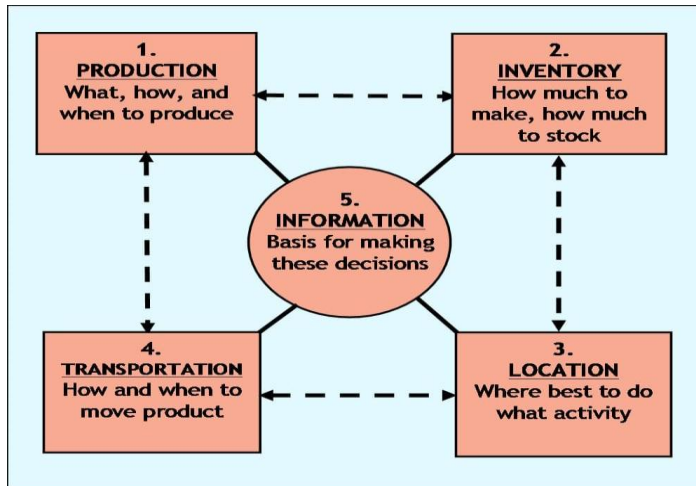 1.
PRODUCTION
What, how, and
when to produce
2.
INVENTORY
How much to
make, how much
to stock
5.
INFORMATION
Basis for making
these decisions
4.
TRANSPORTATION
How and when to
move product
3.
LOCATION
Where best to do
what activity